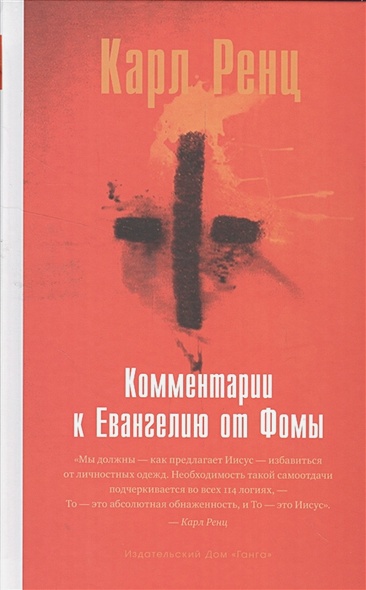 Карл Ренц
Комментарии
к Евангелию от Фомы
«Мы должны — как предлагает Иисус — избавиться
от личностных одежд. Необходимость такой самоотдачи
подчеркивается во всех 114 логиях, —
То — это абсолютная обнаженность, и То — это Иисус».
— Карл Ренц
Издательский Дом «Ганга»